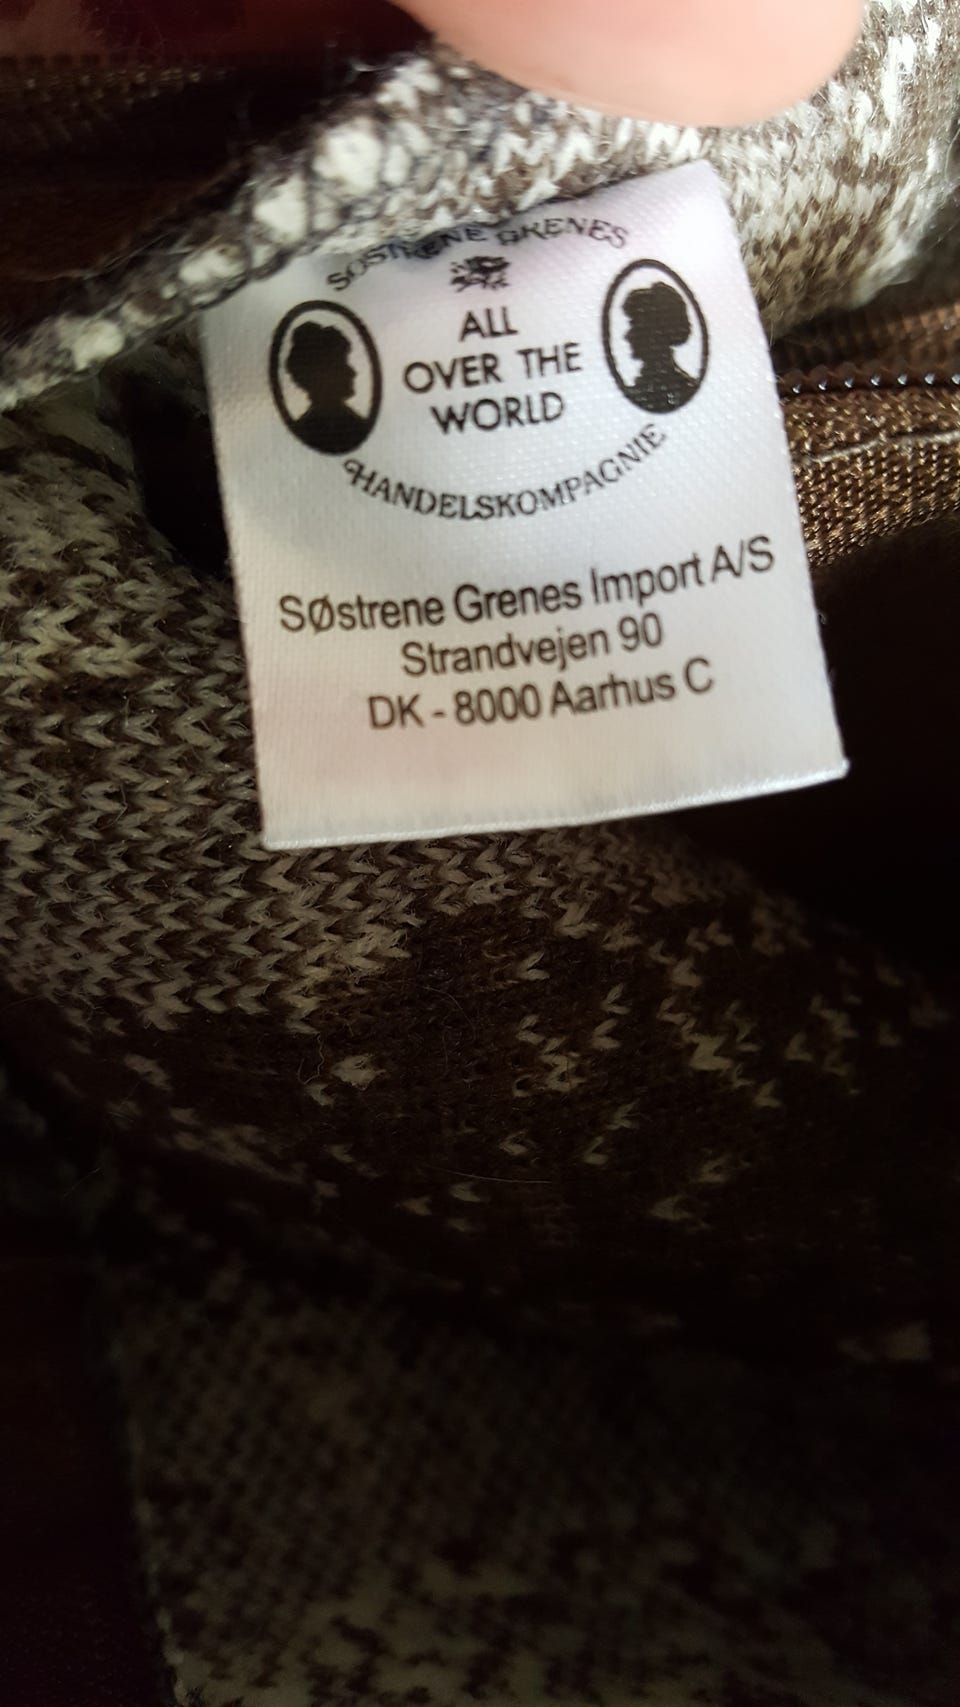 SØSTRENE GRENES
ALL
OVER THE
WORLD
HANDELSKOMPAGNIE
SØstrene Grenes Import A/S
Strandvejen 90
DK - 8000 Aarhus C